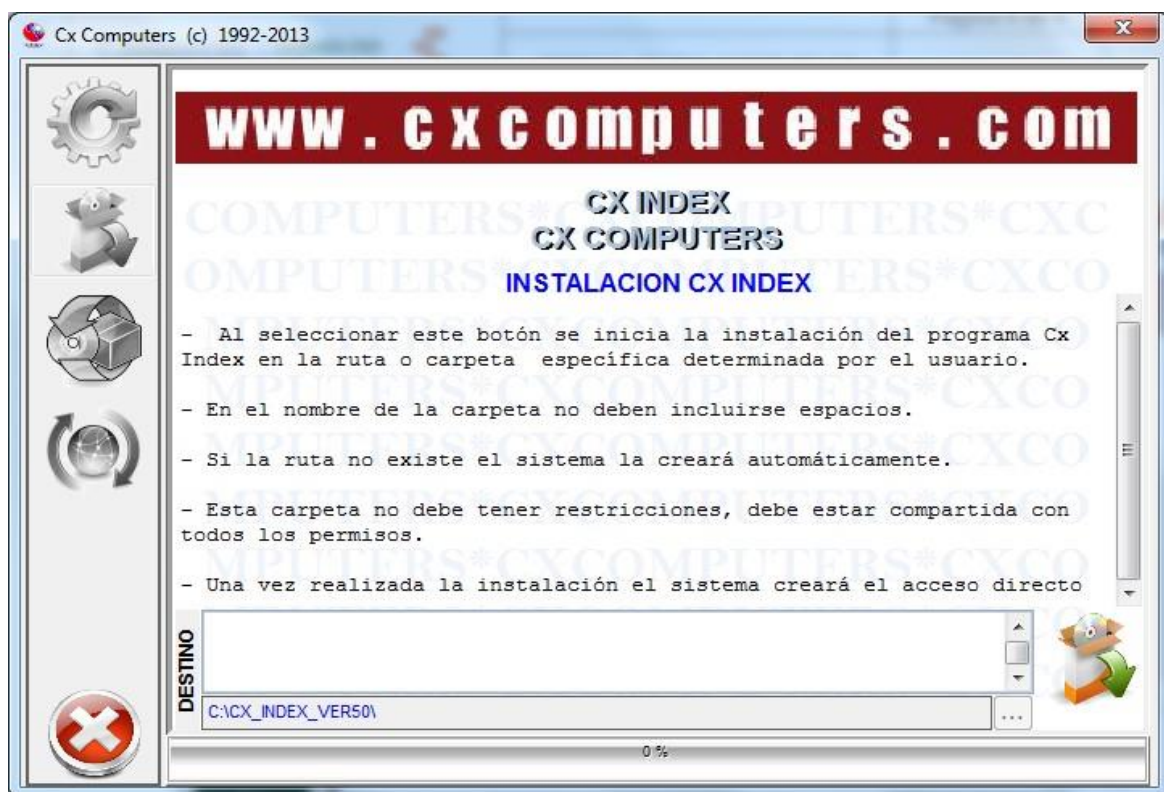 Cx Computers (c) 1992-2013
www.cxcomputers.com
CX INDEX
CX COMPUTERS
INSTALACION CX INDEX
- Al seleccionar este botón se inicia la instalación del programa Cx
Index en la ruta o carpeta específica determinada por el usuario.
- En el nombre de la carpeta no deben incluirse espacios.
- Si la ruta no existe el sistema la creará automáticamente.
- Esta carpeta no debe tener restricciones, debe estar compartida con
todos los permisos.
- Una vez realizada la instalación el sistema creará el acceso directo
DESTINO
C:\CX_INDEX_VER50\
...
0 %